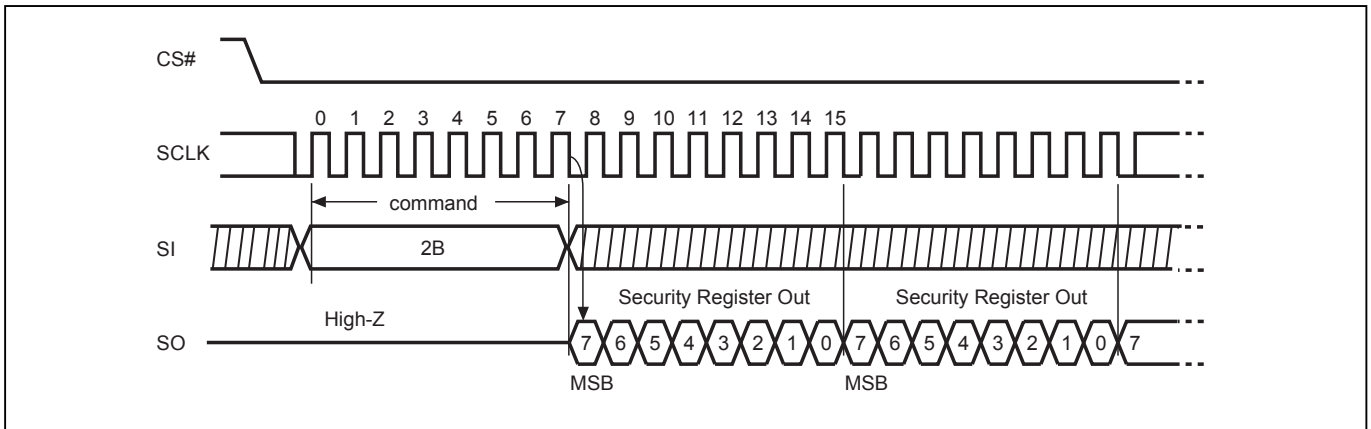 CS#
0 1 2 3 4 5 6 7 8 9 10 11 12 13 14 15
SCLK
command
SI
2B
Security Register Out Security Register Out
High-Z
SO
7 6 5 4 3 2 1 0 7 6 5 4 3 2 1 0 7
MSB MSB